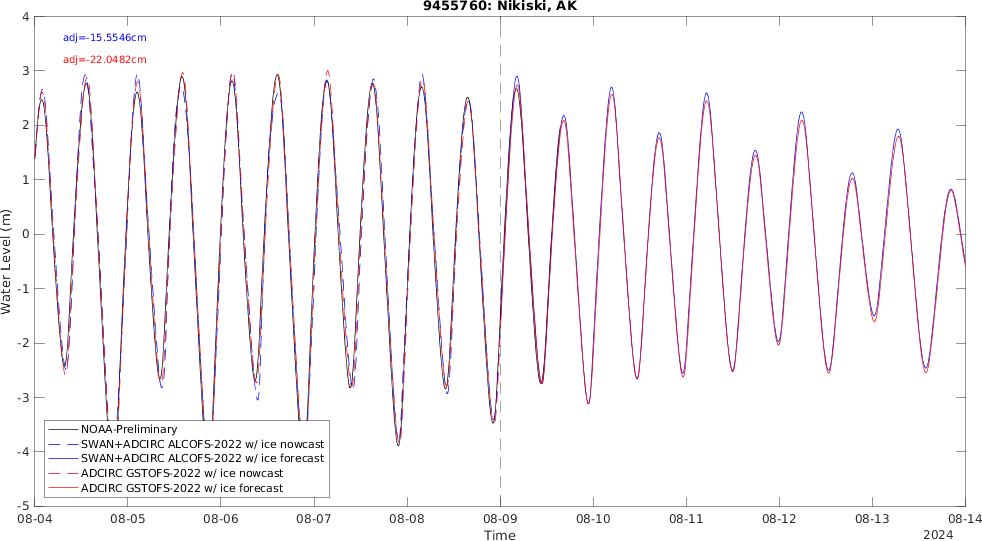 9455760: Nikiski, AK
adj=-15.5546cm
adj=-22.0482cm
4
3
2
1
0
-1
-2
-3
-4
-5
Water Level (m)
NOAA-Preliminary
SWAN+ADCIRC ALCOFS-2022 w/ ice nowcast
SWAN+ADCIRC ALCOFS-2022 w/ ice forecast
ADCIRC GSTOFS-2022 w/ ice nowcast
ADCIRC GSTOFS-2022 w/ ice forecast
08-04 08-05 08-06 08-07 08-08 08-09 08-10 08-11 08-12 08-13 08-14
Time
2024